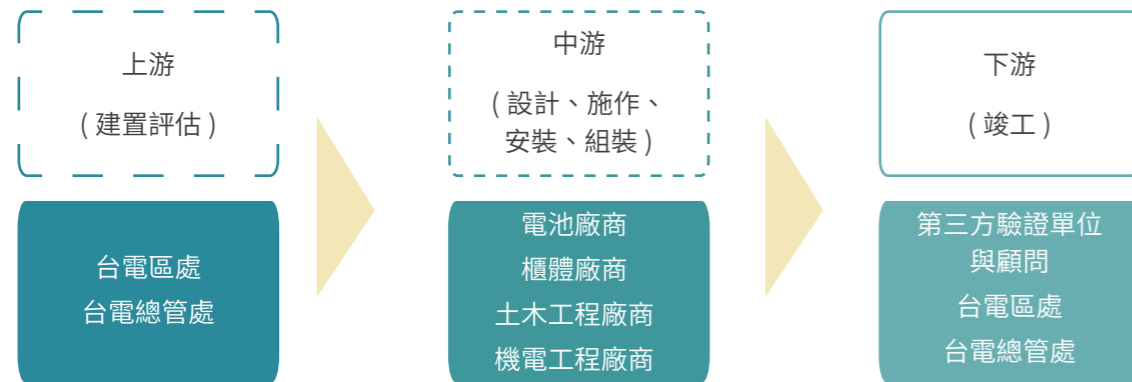 上游
( 建置評估 )
台電區處
台電總管處
中游
( 設計、施作、
安裝、組裝 )
電池廠商
櫃體廠商
土木工程廠商
機電工程廠商
下游
( 竣工 )
第三方驗證單位
與顧問
台電區處
台電總管處